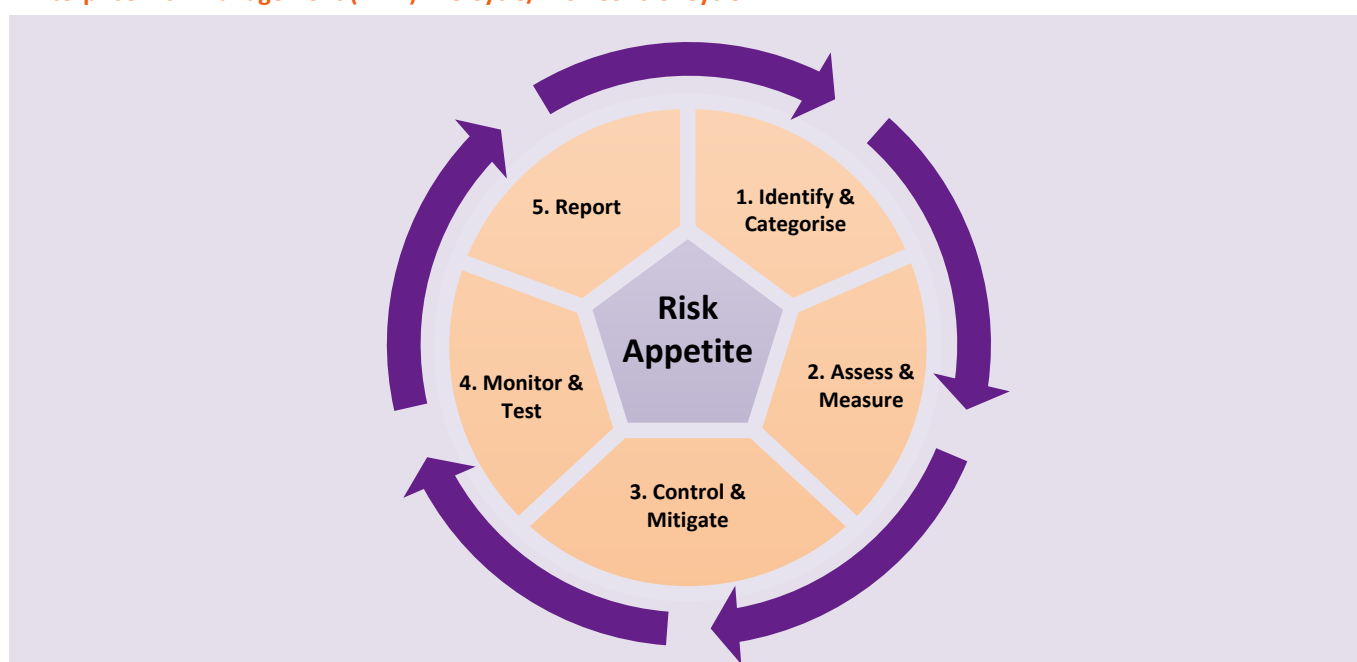 1. Identify &
Categorise
2. Assess &
Measure
3. Control &
Mitigate
4. Monitor &
Test
5. Report
Risk
Appetite